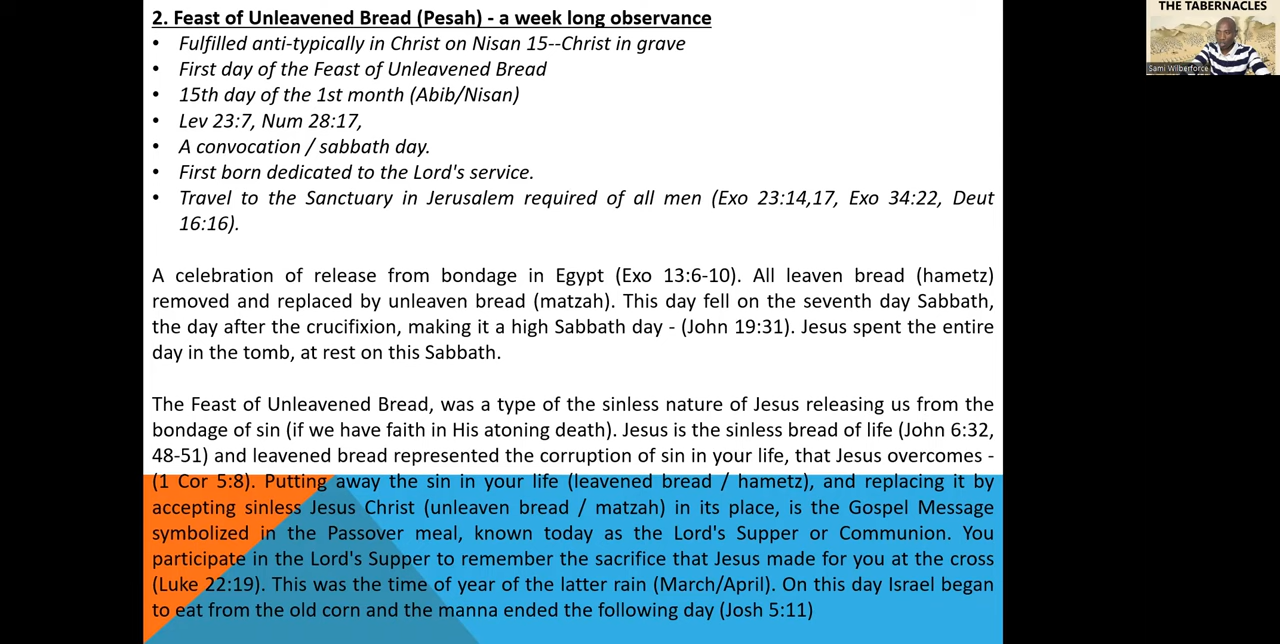 2. Feast of Unleavened Bread (Pesah) - a week long observance
• Fulfilled anti-typically in Christ on Nisan 15--Christ in grave
• First day of the Feast of Unleavened Bread
• 15th day of the 1st month (Abib/Nisan)
• Lev 23:7, Num 28:17,
• A convocation / sabbath day.
• First born dedicated to the Lord's service.
• Travel to the Sanctuary in Jerusalem required of all men (Exo 23:14,17, Exo 34:22, Deut
16:16).
A celebration of release from bondage in Egypt (Exo 13:6-10). All leaven bread (hametz)
removed and replaced by unleaven bread (matzah). This day fell on the seventh day Sabbath,
the day after the crucifixion, making it a high Sabbath day - (John 19:31). Jesus spent the entire
day in the tomb, at rest on this Sabbath.
The Feast of Unleavened Bread, was a type of the sinless nature of Jesus releasing us from the
bondage of sin (if we have faith in His atoning death). Jesus is the sinless bread of life (John 6:32,
48-51) and leavened bread represented the corruption of sin in your life, that Jesus overcomes -
(1 Cor 5:8). Putting away the sin in your life (leavened bread / hametz), and replacing it by
accepting sinless Jesus Christ (unleaven bread / matzah) in its place, is the Gospel Message
symbolized in the Passover meal, known today as the Lord's Supper or Communion. You
participate in the Lord's Supper to remember the sacrifice that Jesus made for you at the cross
(Luke 22:19). This was the time of year of the latter rain (March/April). On this day Israel began
to eat from the old corn and the manna ended the following day (Josh 5:11)
THE TABERNACLES
Sami Wilberforce